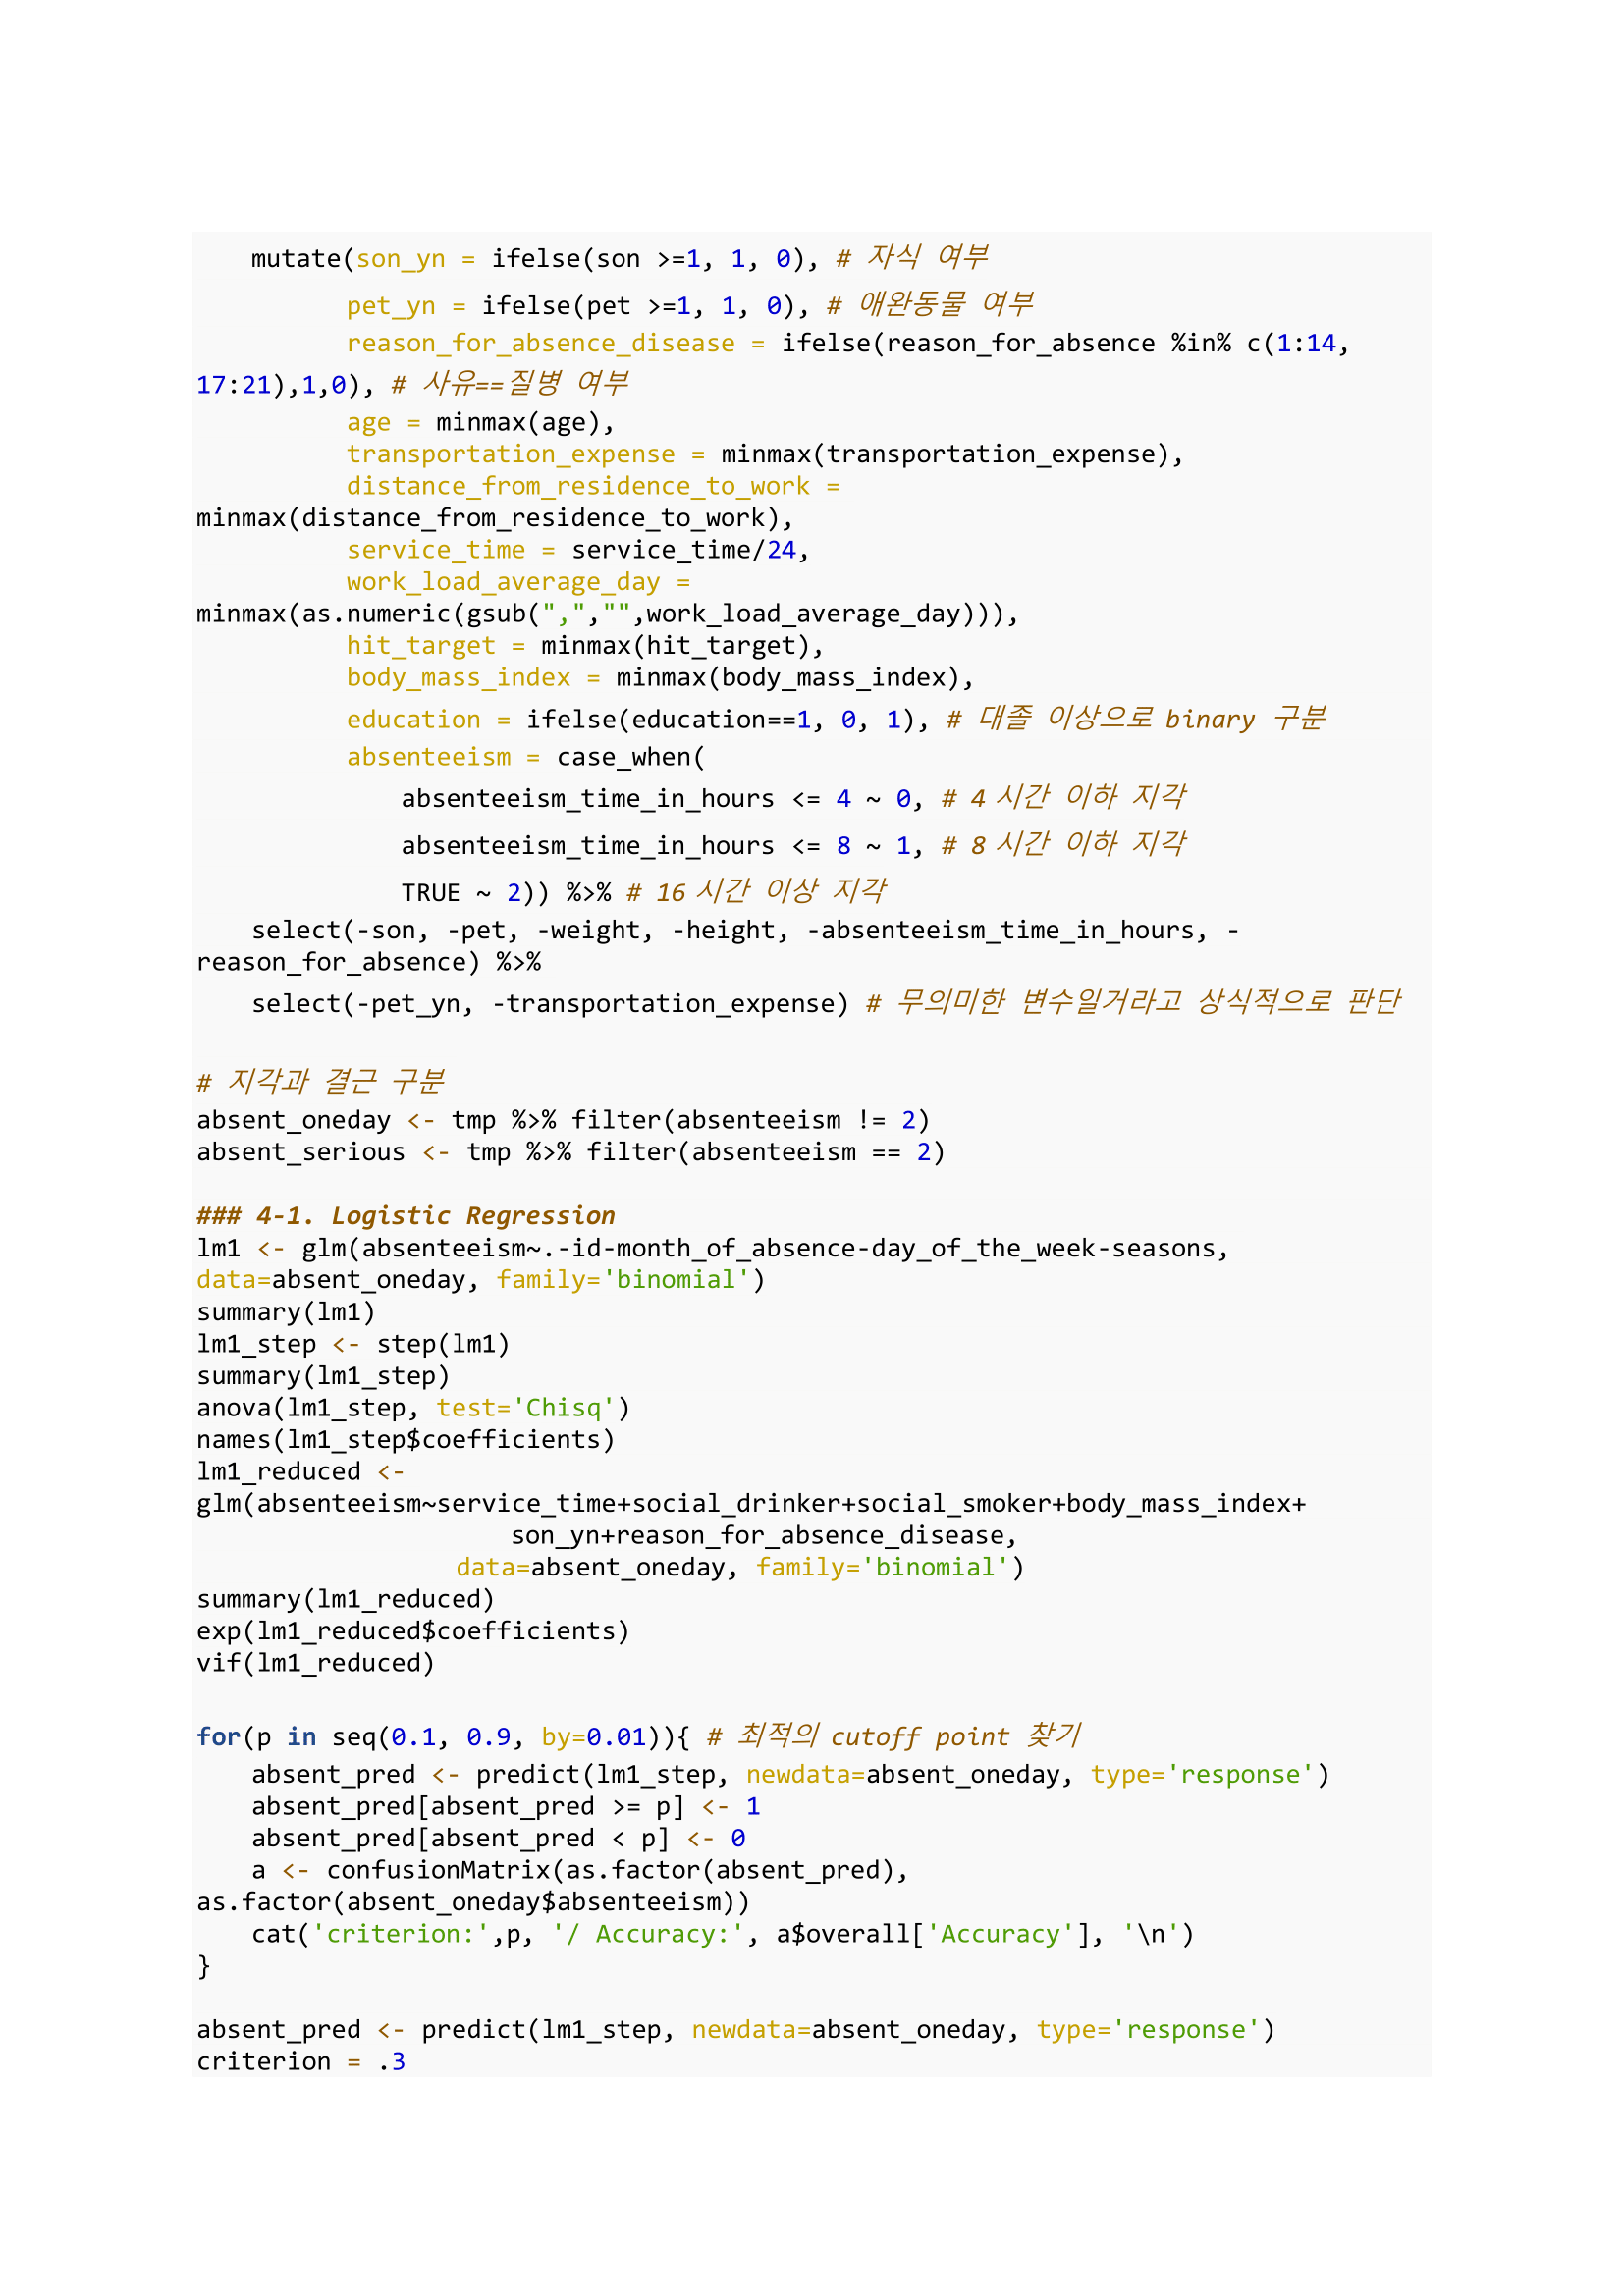 mutate(son_yn = ifelse(son >=1, 1, 0), # 자식 여부
pet_yn = ifelse(pet >=1, 1, 0), # 애완동물 여부
reason_for_absence_disease = ifelse(reason_for_absence %in% c(1:14,
17:21),1,0), # 사유==질병 여부
age = minmax(age),
transportation_expense = minmax(transportation_expense),
distance_from_residence_to_work =
minmax(distance_from_residence_to_work),
service_time = service_time/24,
work_load_average_day =
minmax(as.numeric(gsub(",","",work_load_average_day))),
hit_target = minmax(hit_target),
body_mass_index = minmax(body_mass_index),
education = ifelse(education==1, 0, 1), # 대졸 이상으로 binary 구분
absenteeism = case_when(
absenteeism_time_in_hours <= 4 ~ 0, # 4 시간 이하 지각
absenteeism_time_in_hours <= 8 ~ 1, # 8 시간 이하 지각
TRUE ~ 2)) %>% # 16 시간 이상 지각
select(-son, -pet, -weight, -height, -absenteeism_time_in_hours, -
reason_for_absence) %>%
select(-pet_yn, -transportation_expense) # 무의미한 변수일거라고 상식적으로 판단
# 지각과 결근 구분
absent_oneday <- tmp %>% filter(absenteeism != 2)
absent_serious <- tmp %>% filter(absenteeism == 2)
### 4-1. Logistic Regression
lm1 <- glm(absenteeism~.-id-month_of_absence-day_of_the_week-seasons,
data=absent_oneday, family='binomial')
summary(lm1)
lm1_step <- step(lm1)
summary(lm1_step)
anova(lm1_step, test='Chisq')
names(lm1_step$coefficients)
lm1_reduced <-
glm(absenteeism~service_time+social_drinker+social_smoker+body_mass_index+
son_yn+reason_for_absence_disease,
data=absent_oneday, family='binomial')
summary(lm1_reduced)
exp(lm1_reduced$coefficients)
vif(lm1_reduced)
for(p in seq(0.1, 0.9, by=0.01)){ # 최적의 cutoff point 찾기
absent_pred <- predict(lm1_step, newdata=absent_oneday, type='response')
absent_pred[absent_pred >= p] <- 1
absent_pred[absent_pred < p] <- 0
a <- confusionMatrix(as.factor(absent_pred),
as.factor(absent_oneday$absenteeism))
cat('criterion:',p, '/ Accuracy:', a$overall['Accuracy'], '\n')
}
absent_pred <- predict(lm1_step, newdata=absent_oneday, type='response')
criterion = .3